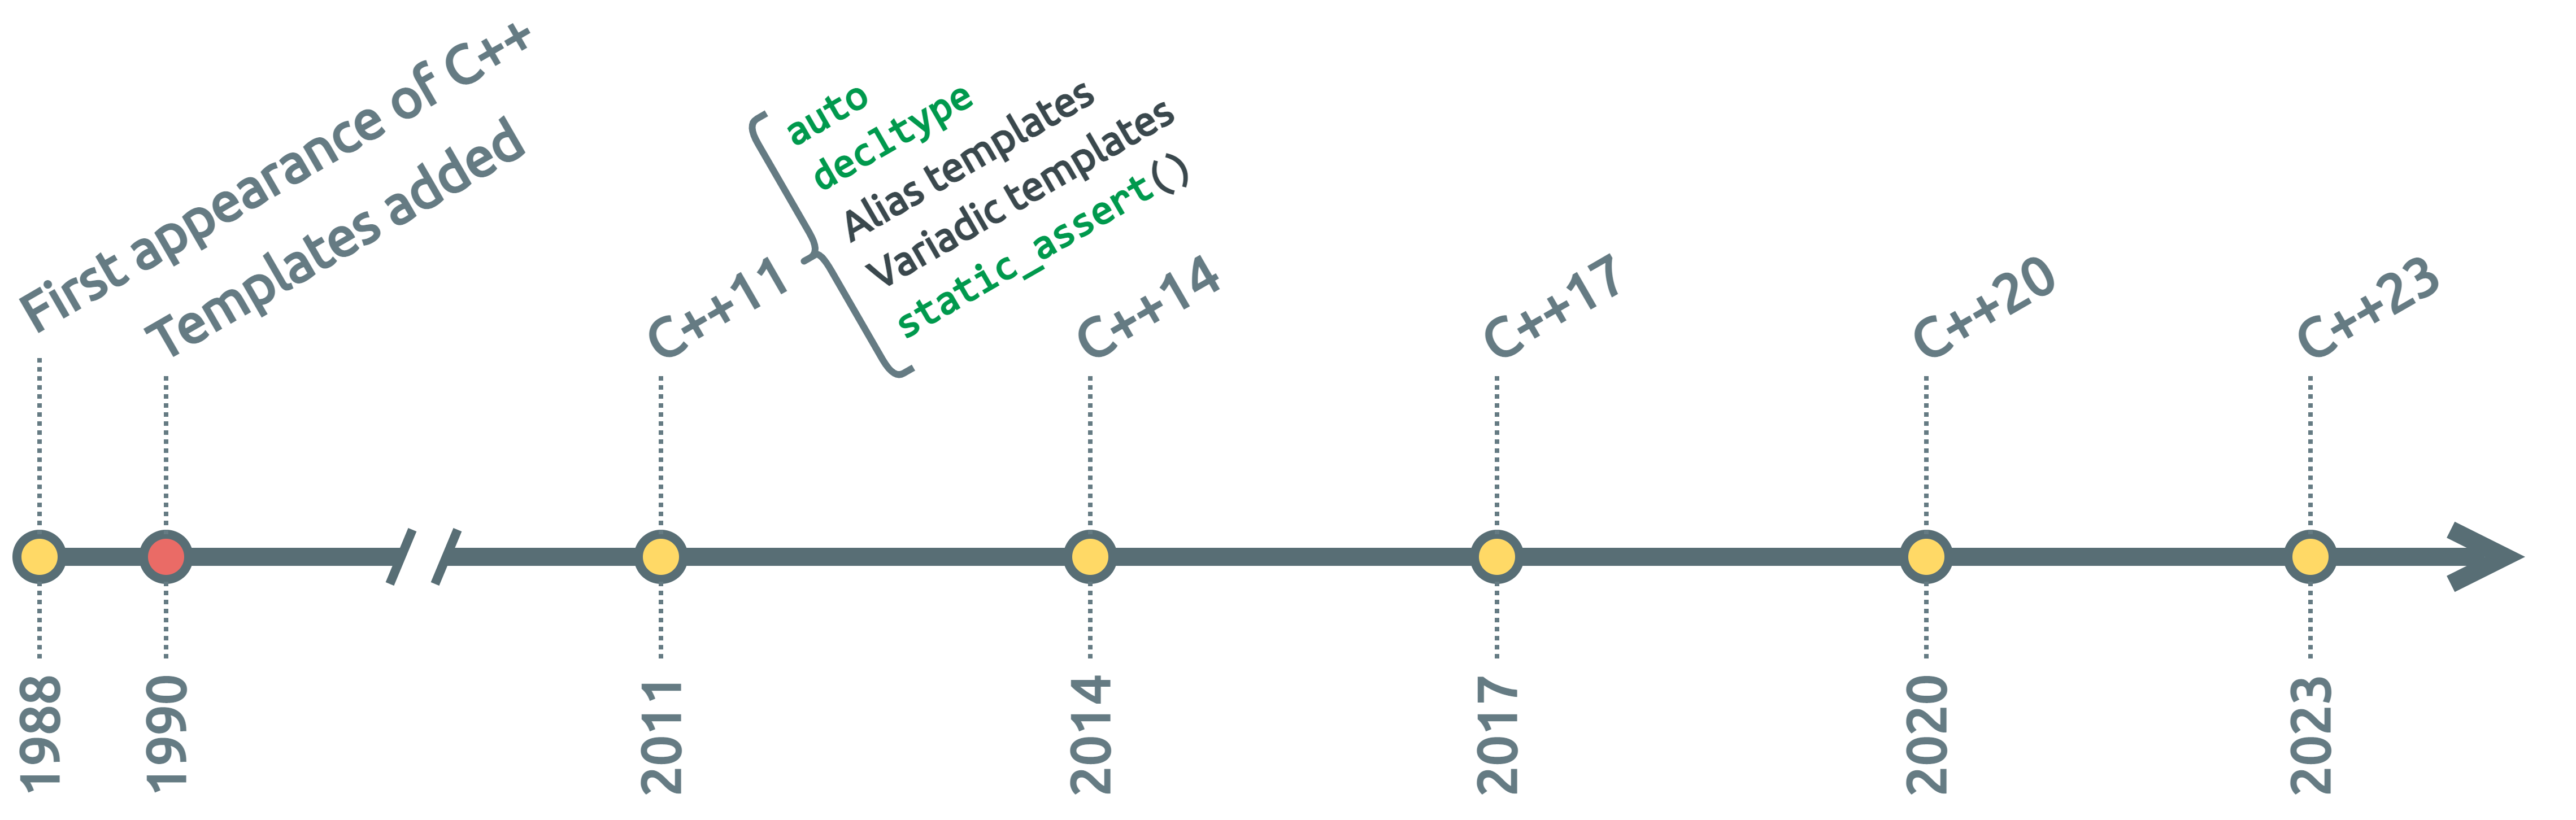 First appearance of C++
Templates added
C++11
auto
decltype
Alias templates
Variadic templates
static_assert()
C++14
C++17
C++20
C++23
1988
1990
2011
2014
2017
2020
2023